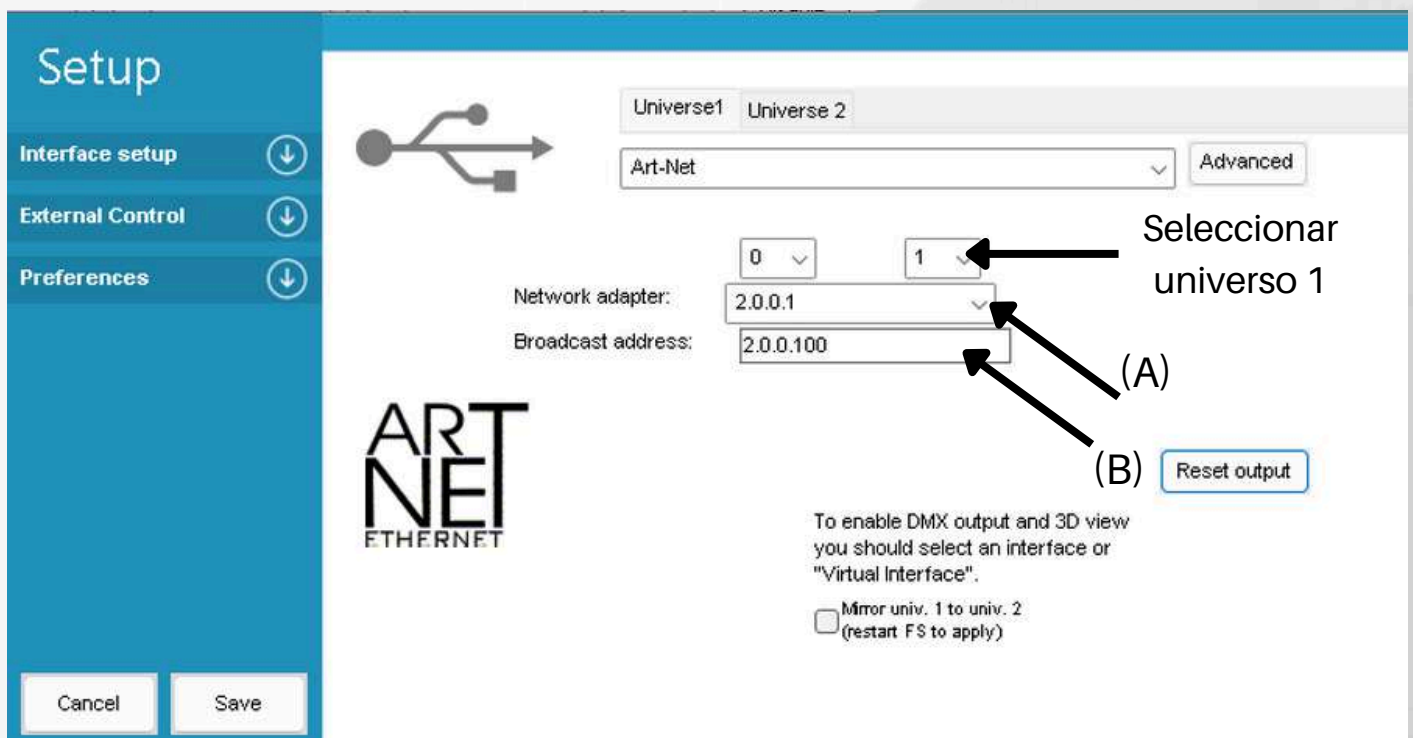 Setup
Interface setup
External Control
Preferences
Cancel
Save
Universe1
Universe 2
Art-Net
Advanced
0
1
Seleccionar
universo 1
Network adapter:
2.0.0.1
Broadcast address:
2.0.0.100
(A)
(B)
ART
NET
ETHERNET
Reset output
To enable DMX output and 3D view
you should select an interface or
"Virtual Interface".
Mirror univ. 1 to univ. 2
(restart FS to apply)